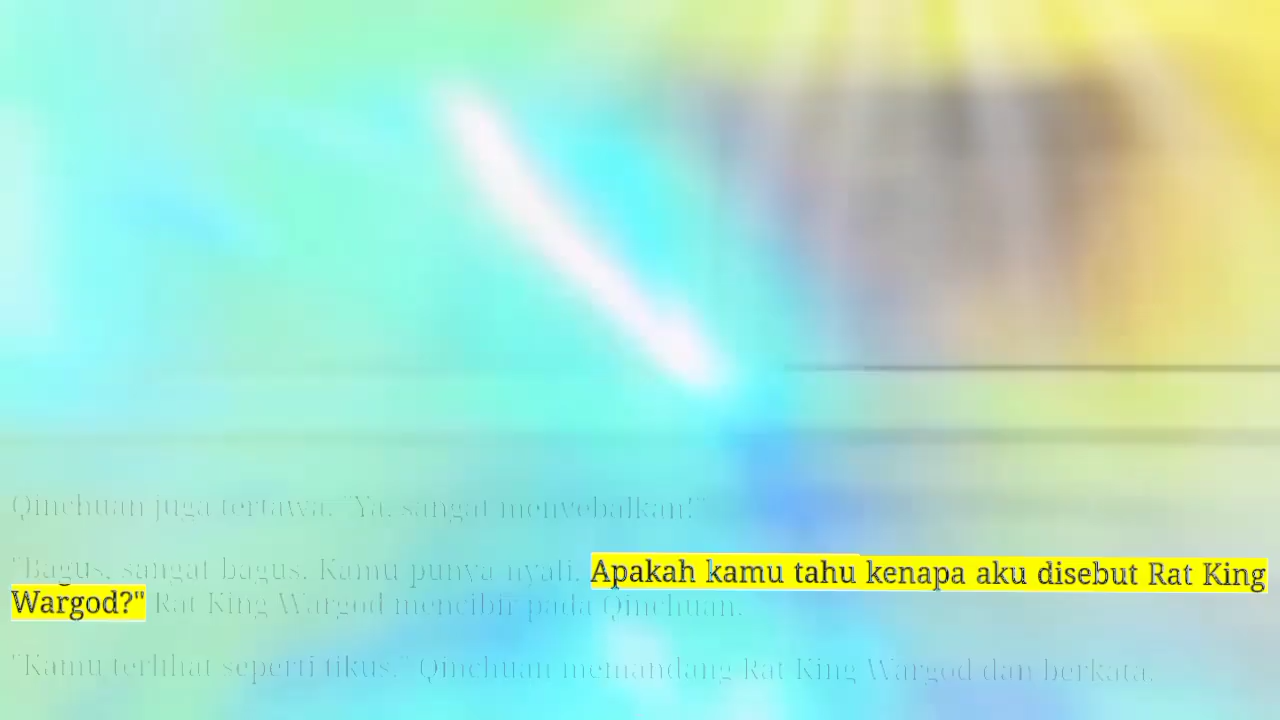 Qinchuan juga tertawa: "Ya, sangat menyebalkan!"
"Bagus, sangat bagus. Kamu punya nyali. Apakah kamu tahu kenapa aku disebut Rat King
Wargod?" Rat King Wargod mencibir pada Qinchuan.
"Kamu terlihat seperti tikus." Qinchuan memandang Rat King Wargod dan berkata.